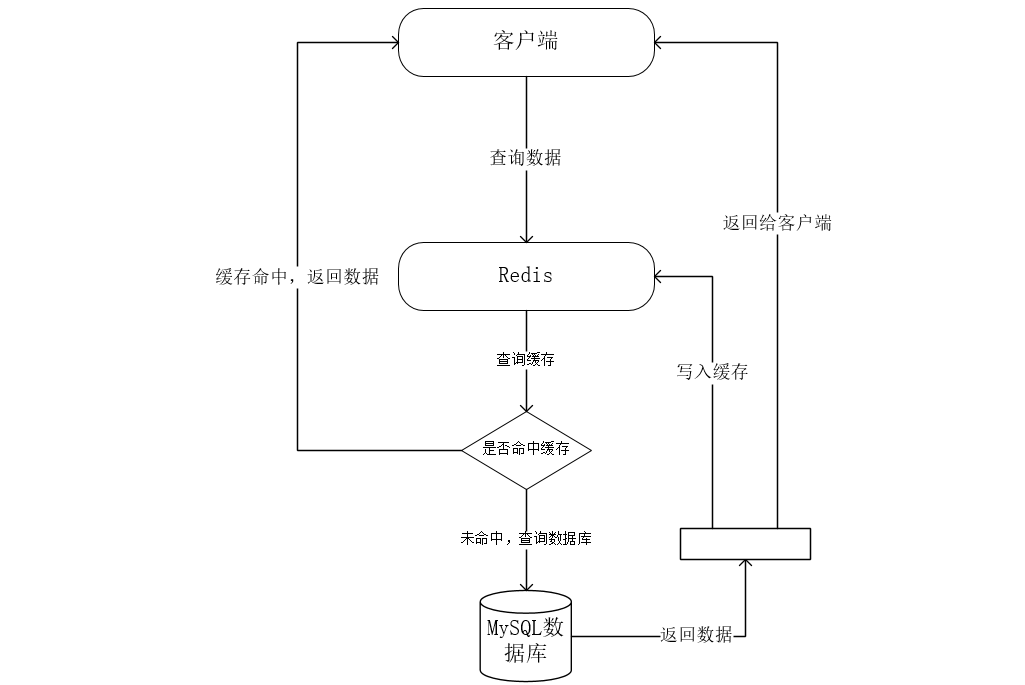 客户端
查询数据
返回给客户端
缓存命中，返回数据
Redis
查询缓存
写入缓存
是否命中缓存
未命中，查询数据库
MySQL数
据库
返回数据